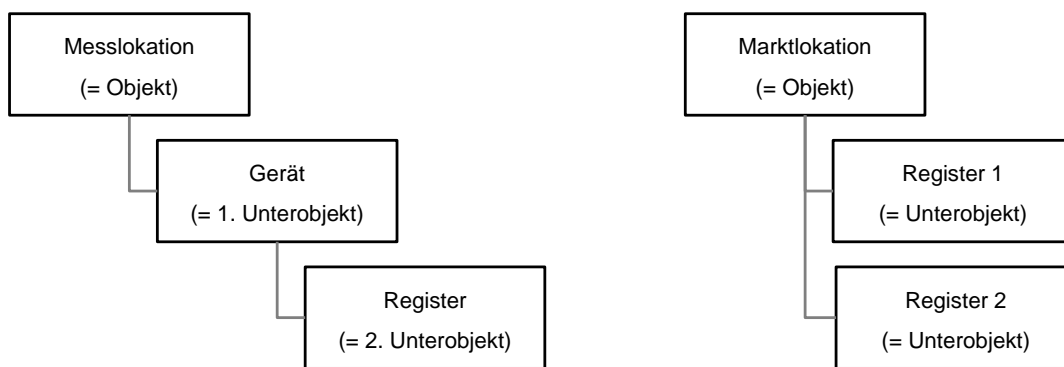 Messlokation
(= Objekt)
Gerät
(= 1. Unterobjekt)
Register
(= 2. Unterobjekt)
Marktlokation
(= Objekt)
Register 1
(= Unterobjekt)
Register 2
(= Unterobjekt)